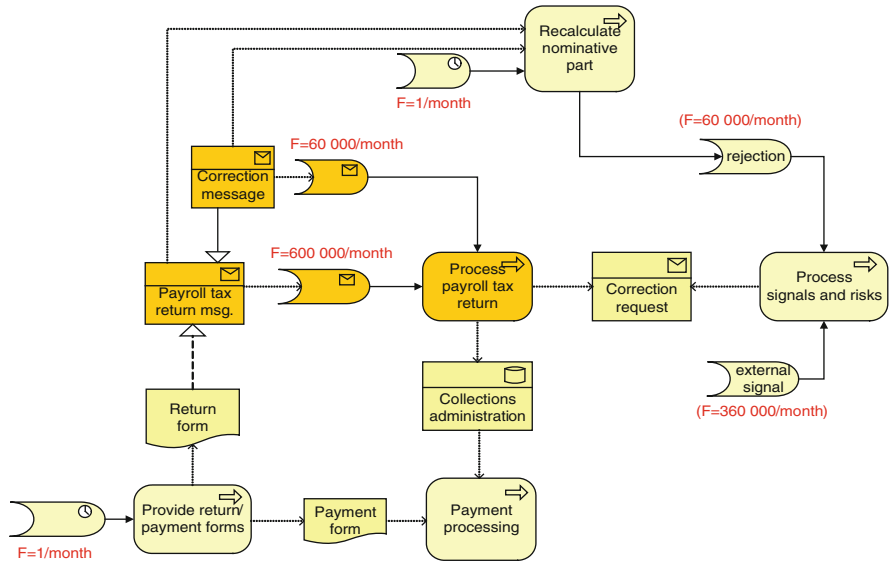 Recalculate
nominative
part
F=1/month
(F=60 000/month)
rejection
F=60 000/month
Correction
message
F=600 000/month
Payroll tax
return msg.
Process
payroll tax
return
Correction
request
Process
signals and risks
external
signal
(F=360 000/month)
Return
form
Collections
administration
Provide return/
payment forms
Payment
form
Payment
processing
F=1/month